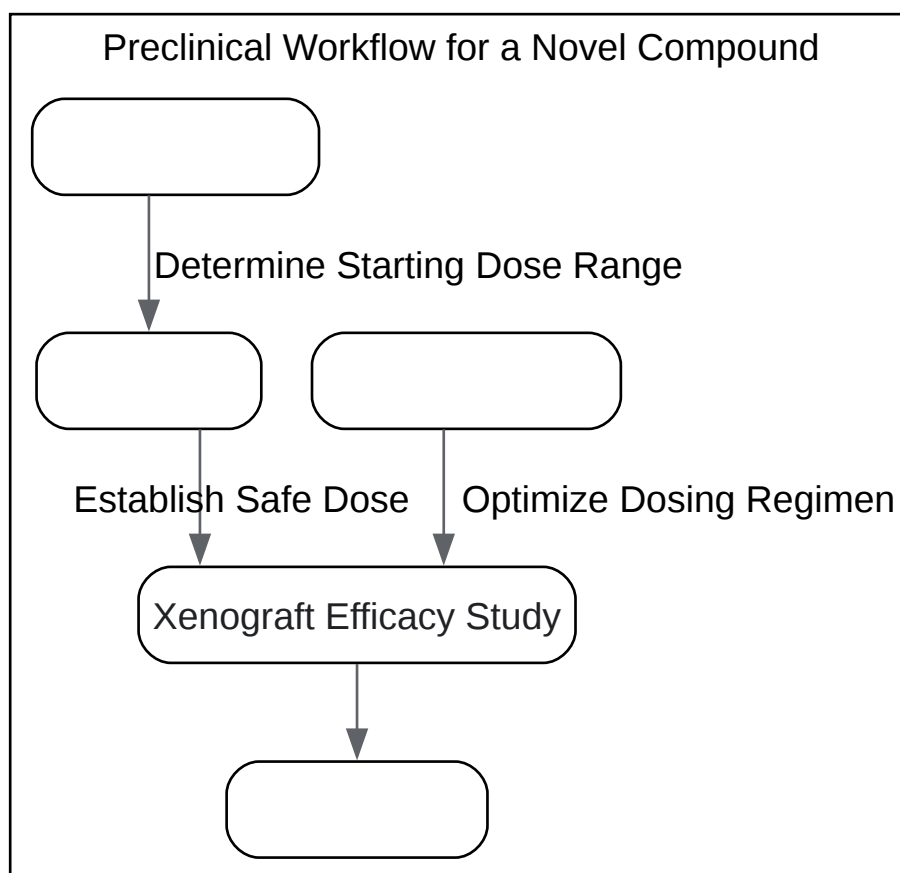 Preclinical Workflow for a Novel Compound
Determine Starting Dose Range
Establish Safe Dose
Optimize Dosing Regimen
Xenograft Efficacy Study